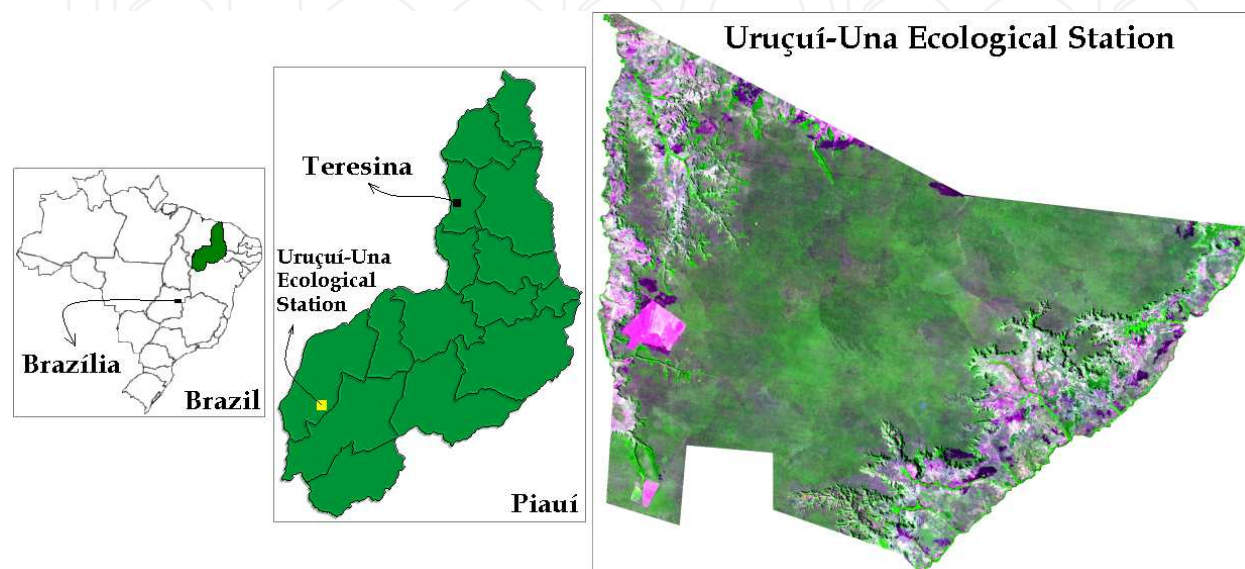 Brazília
Brazil
Teresina
Uruçuí-Una
Ecological
Station
Piauí
Uruçuí-Una Ecological Station